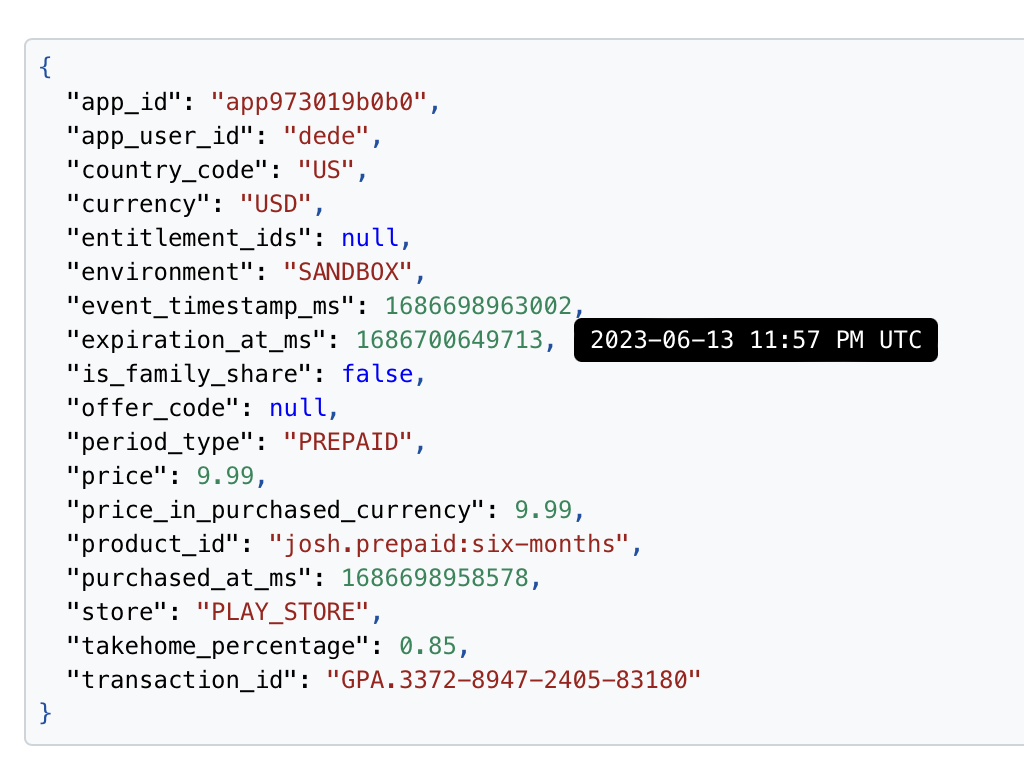 {
"app_id": "app973019b0b0",
"app_user_id": "dede",
"country_code": "US",
"currency": "USD",
"entitlement_ids": null,
"environment": "SANDBOX",
"event_timestamp_ms": 1686698963002,
"expiration_at_ms": 1686700649713, 2023-06-13 11:57 PM UTC
"is_family_share": false,
"offer_code": null,
"period_type": "PREPAID",
"price": 9.99,
"price_in_purchased_currency": 9.99,
"product_id": "josh.prepaid:six-months",
"purchased_at_ms": 1686698958578,
"store": "PLAY_STORE",
"takehome_percentage": 0.85,
"transaction_id": "GPA.3372-8947-2405-83180"
}